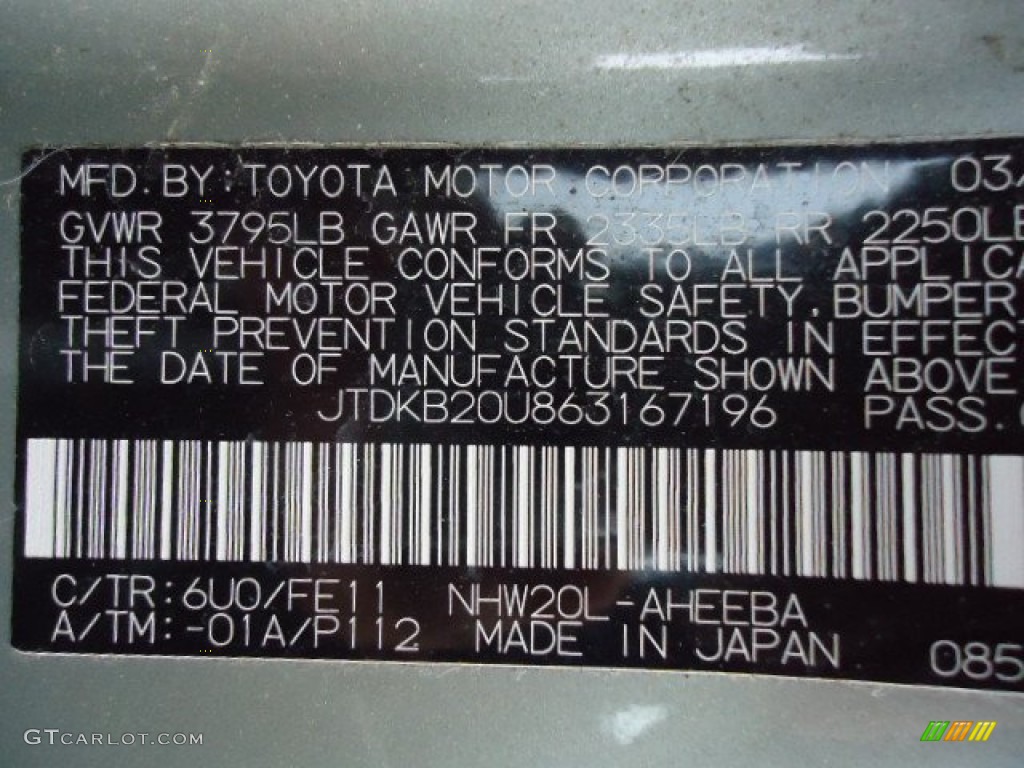 MFD. BY: TOYOTA MOTOR CORPORATION 03/
GVWR 3795LB GAWR FR 2335LB RR 2250LB
THIS VEHICLE CONFORMS TO ALL APPLICA
FEDERAL MOTOR VEHICLE SAFETY, BUMPER
THEFT PREVENTION STANDARDS IN EFFECT
THE DATE OF MANUFACTURE SHOWN ABOVE
JTDKB20U863167196 PASS.
C/TR:6U0/FE11 NHW20L-AHEEBA
A/TM:-01A/P112 MADE IN JAPAN 085
GTCARLOT.COM